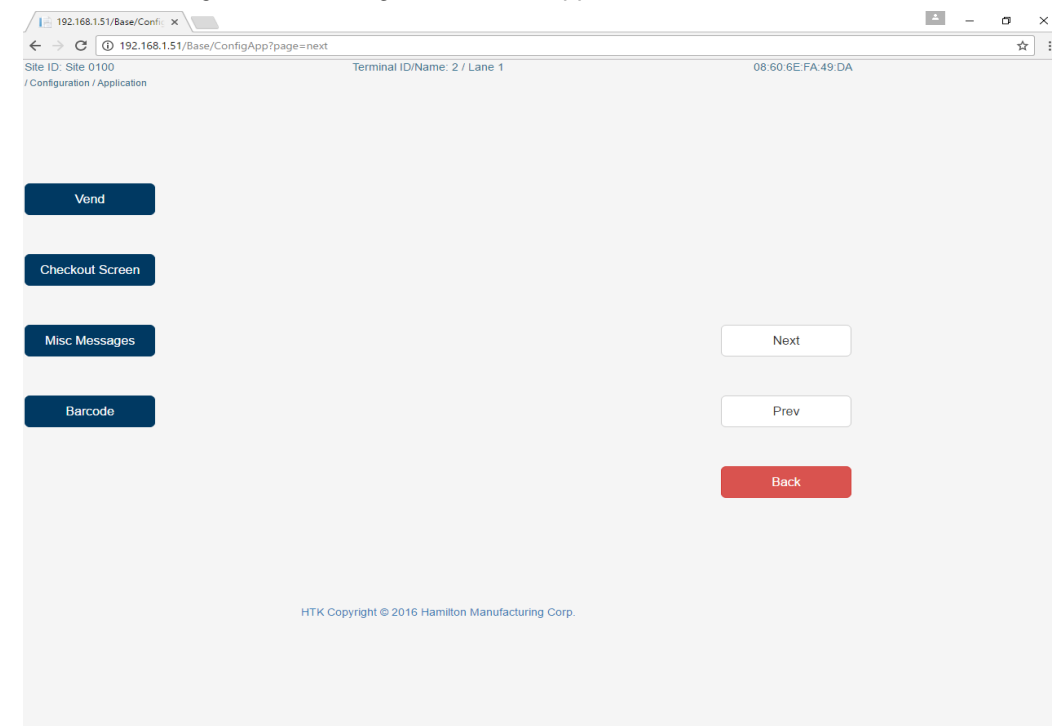 192.168.1.51/Base/Confi
192.168.1.51/Base/ConfigApp?page=next
Site ID: Site 0100 Terminal ID/Name: 2 / Lane 1 08:60:6E:FA:49:DA
/ Configuration / Application
Vend
Checkout Screen
Misc Messages Next
Barcode Prev
Back
HTK Copyright © 2016 Hamilton Manufacturing Corp.